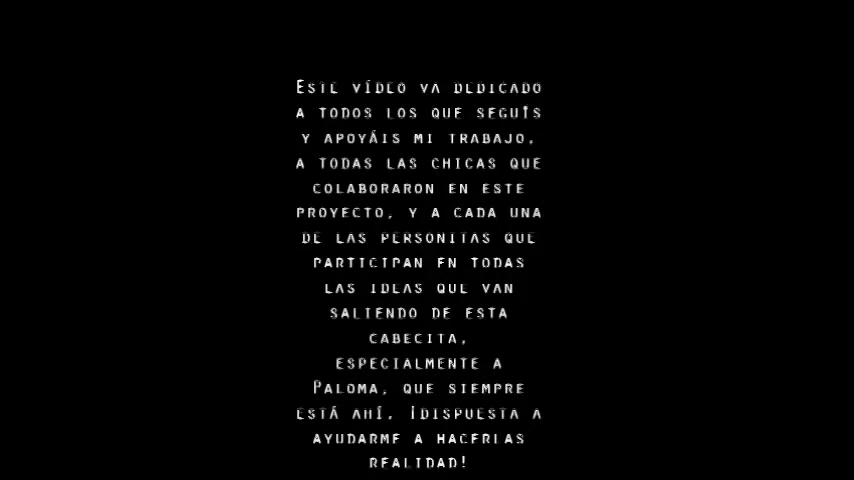 Este vídeo va dedicado
a todos los que seguís
y apoyáis mi trabajo,
a todas las chicas que
colaboraron en este
proyecto, y a cada una
de las personitas que
participan en todas
las ideas que van
saliendo de esta
cabecita,
especialmente a
Paloma, que siempre
está ahí, ¡dispuesta a
ayudarme a hacerlas
realidad!